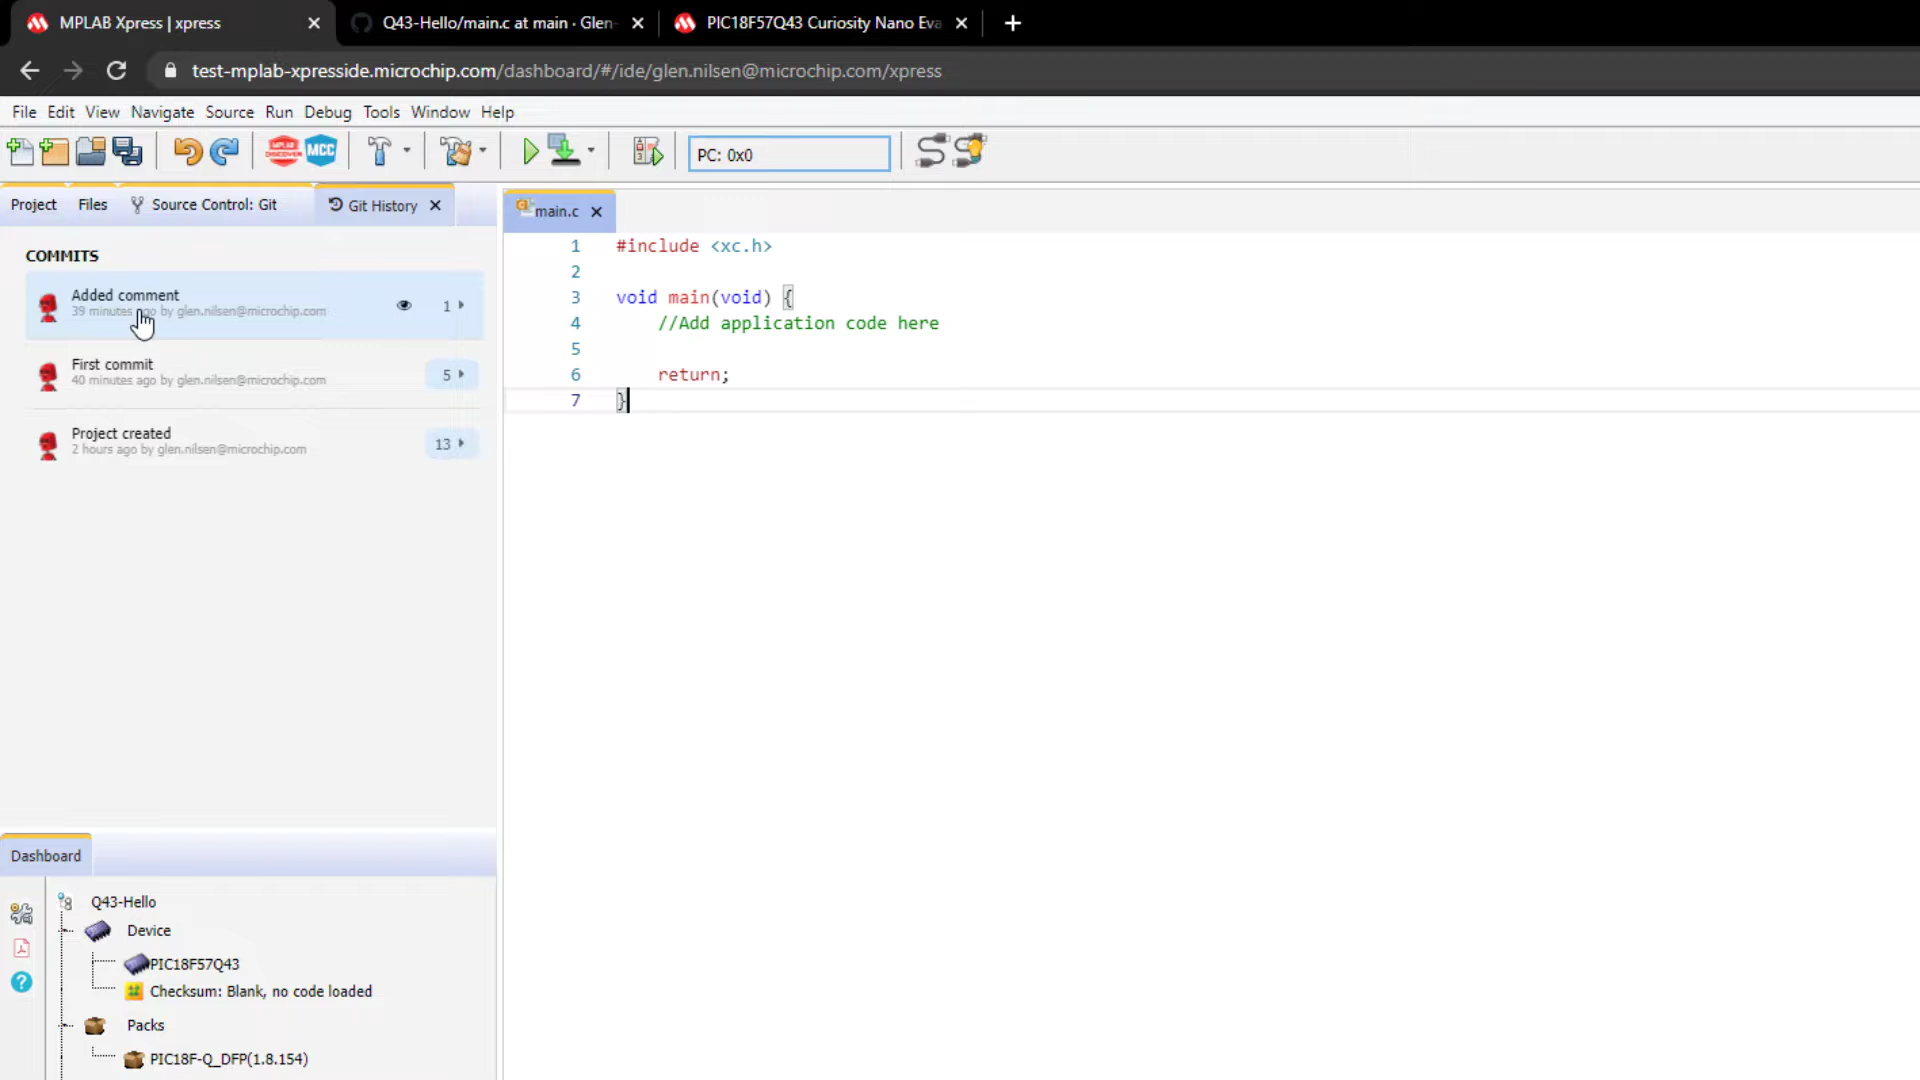 MPLAB Xpress | xpress
Q43-Hello/main.c at main · Glen-
PIC18F57Q43 Curiosity Nano Eva
test-mplab-xpresside.microchip.com/dashboard/#/ide/glen.nilsen@microchip.com/xpress
File Edit View Navigate Source Run Debug Tools Window Help
MPLAB DISCOVER MCC PC: 0x0
Project Files Source Control: Git Git History
main.c
COMMITS
Added comment
39 minutes ago by glen.nilsen@microchip.com
1
First commit
40 minutes ago by glen.nilsen@microchip.com
5
Project created
2 hours ago by glen.nilsen@microchip.com
13
1 #include <xc.h>
2
3 void main(void) {
4 //Add application code here
5
6 return;
7 }
Dashboard
Q43-Hello
Device
PIC18F57Q43
Checksum: Blank, no code loaded
Packs
PIC18F-Q_DFP(1.8.154)